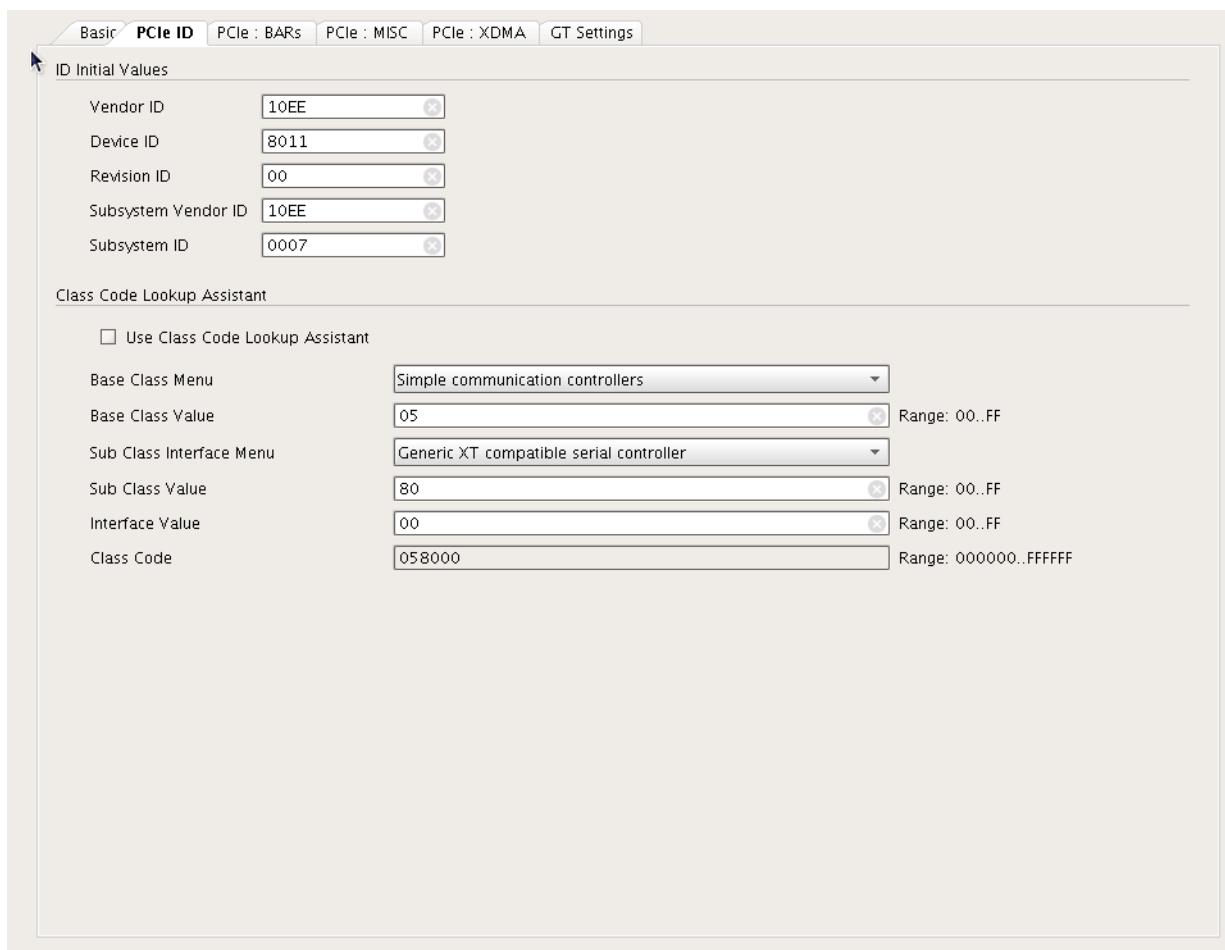 Basic PCIe ID PCIe : BARs PCIe : MISC PCIe : XDMA GT Settings
ID Initial Values
Vendor ID 10EE
Device ID 8011
Revision ID 00
Subsystem Vendor ID 10EE
Subsystem ID 0007
Class Code Lookup Assistant
Use Class Code Lookup Assistant
Base Class Menu Simple communication controllers
Base Class Value 05 Range: 00..FF
Sub Class Interface Menu Generic XT compatible serial controller
Sub Class Value 80 Range: 00..FF
Interface Value 00 Range: 00..FF
Class Code 058000 Range: 000000..FFFFFF